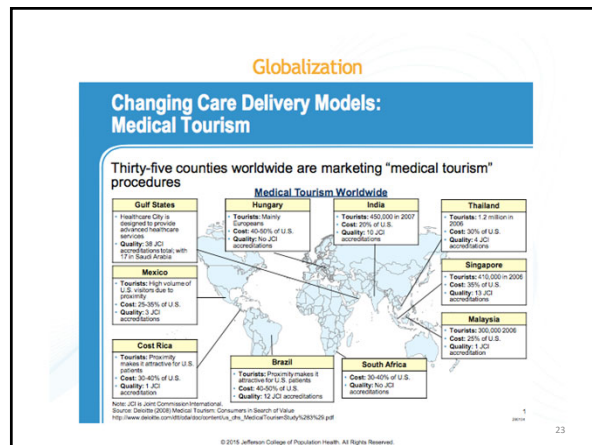 Globalization
Changing Care Delivery Models:
Medical Tourism
Thirty-five counties worldwide are marketing “medical tourism”
procedures
Medical Tourism Worldwide
Gulf States
• Healthcare City is
designed to provide
advanced healthcare
services
• Quality: 38 JCI
accreditations total; with
17 in Saudi Arabia
Hungary
• Tourists: Mainly
Europeans
• Cost: 40-50% of U.S.
• Quality: No JCI
accreditations
India
• Tourists: 450,000 in 2007
• Cost: 20% of U.S.
• Quality: 10 JCI
accreditations
Thailand
• Tourists: 1.2 million in
2006
• Cost: 30% of U.S.
• Quality: 4 JCI
accreditations
Mexico
• Tourists: High volume of
U.S. visitors due to
proximity
• Cost: 25-35% of U.S.
• Quality: 3 JCI
accreditations
Singapore
• Tourists: 410,000 in 2006
• Cost: 35% of U.S.
• Quality: 13 JCI
accreditations
Malaysia
• Tourists: 300,000 2006
• Cost: 25% of U.S.
• Quality: 1 JCI
accreditation
Cost Rica
• Tourists: Proximity
makes it attractive for U.S.
patients
• Cost: 30-40% of U.S.
• Quality: 1 JCI
accreditation
Brazil
• Tourists: Proximity makes it
attractive for U.S. patients
• Cost: 40-50% of U.S.
• Quality: 12 JCI accreditations
South Africa
• Cost: 30-40% of U.S.
• Quality: No JCI
accreditations
Note: JCI is Joint Commission International.
Source: Deloitte (2008) Medical Tourism: Consumers in Search of Value
1
23
© 2015 Jefferson College of Population Health. All Rights Reserved.